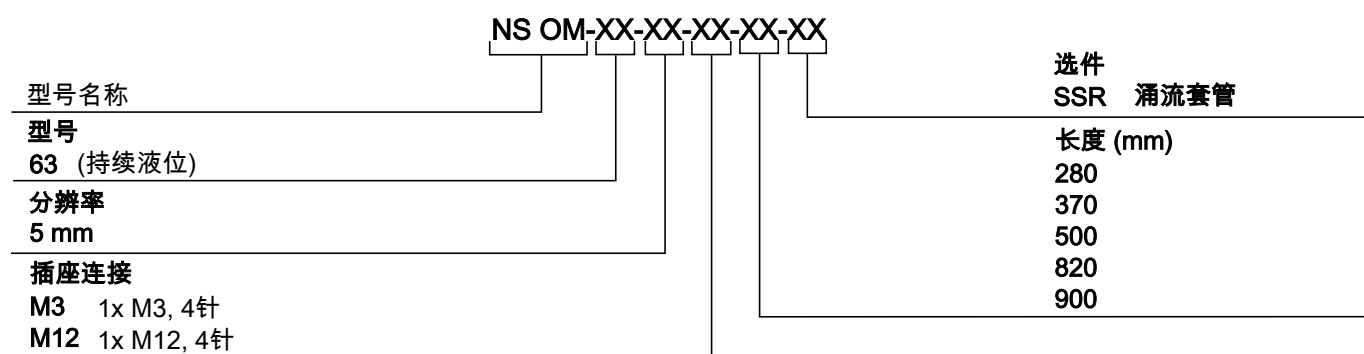 NS OM-XX-XX-XX-XX-XX
型号名称
型号
63 (持续液位)
分辨率
5 mm
插座连接
M3 1x M3, 4针
M12 1x M12, 4针
选件
SSR 涌流套管
长度 (mm)
280
370
500
820
900